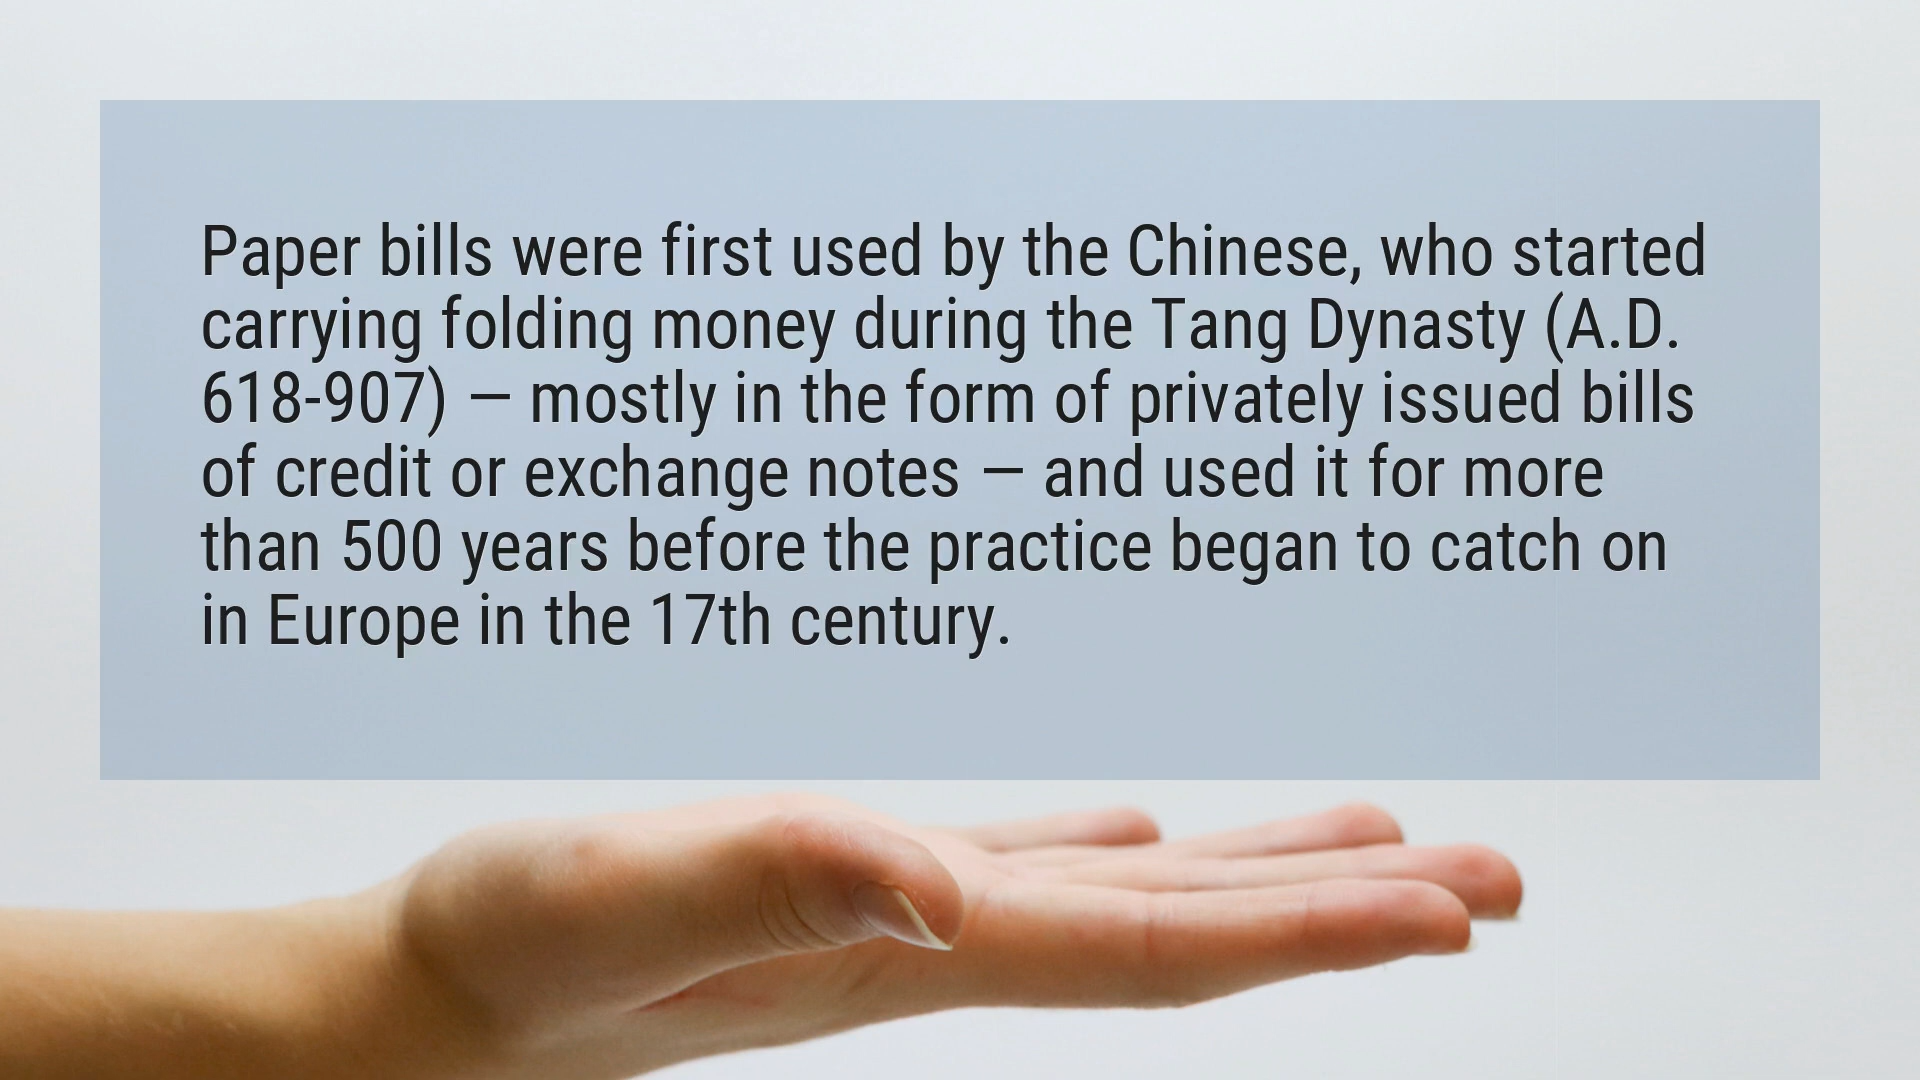 Paper bills were first used by the Chinese, who started
carrying folding money during the Tang Dynasty (A.D.
618-907) — mostly in the form of privately issued bills
of credit or exchange notes — and used it for more
than 500 years before the practice began to catch on
in Europe in the 17th century.